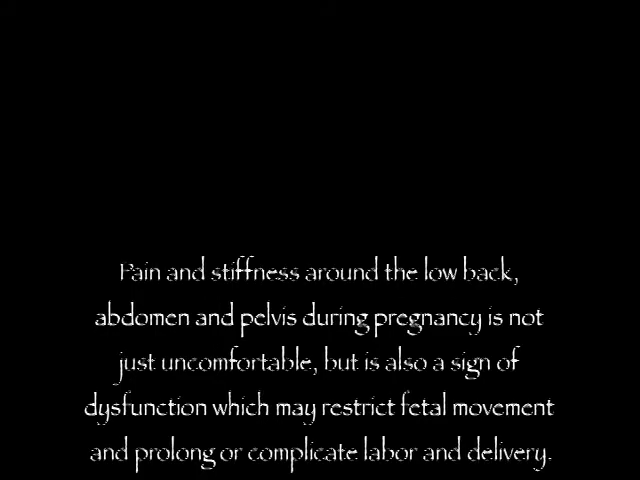 Pain and stiffness around the low back,
abdomen and pelvis during pregnancy is not
just uncomfortable, but is also a sign of
dysfunction which may restrict fetal movement
and prolong or complicate labor and delivery.